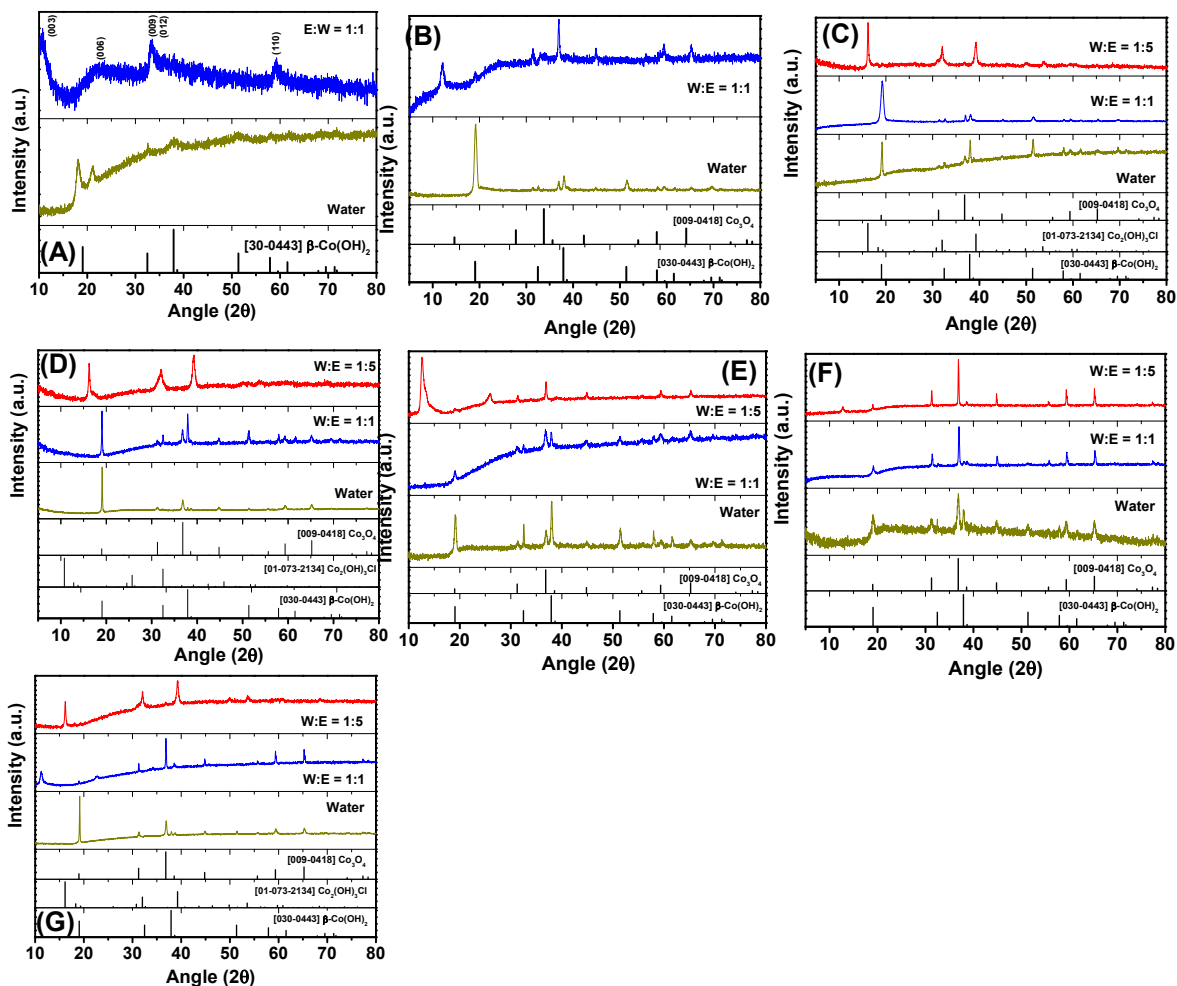 (003)
(006)
(009)
(012)
(110)
E:W = 1:1
Water
[30-0443] β-Co(OH)₂
(A)
Intensity (a.u.)
10 20 30 40 50 60 70 80
Angle (2θ)
(B)
W:E = 1:1
Water
[009-0418] Co₃O₄
[030-0443] β-Co(OH)₂
Intensity (a.u.)
10 20 30 40 50 60 70 80
Angle (2θ)
(C)
W:E = 1:5
W:E = 1:1
Water
[009-0418] Co₃O₄
[01-073-2134] Co₂(OH)₃Cl
[030-0443] β-Co(OH)₂
Intensity (a.u.)
10 20 30 40 50 60 70 80
Angle (2θ)
(D)
W:E = 1:5
W:E = 1:1
Water
[009-0418] Co₃O₄
[01-073-2134] Co₂(OH)₃Cl
[030-0443] β-Co(OH)₂
Intensity (a.u.)
10 20 30 40 50 60 70 80
Angle (2θ)
(E)
W:E = 1:5
W:E = 1:1
Water
[009-0418] Co₃O₄
[030-0443] β-Co(OH)₂
Intensity (a.u.)
10 20 30 40 50 60 70 80
Angle (2θ)
(F)
W:E = 1:5
W:E = 1:1
Water
[009-0418] Co₃O₄
[030-0443] β-Co(OH)₂
Intensity (a.u.)
10 20 30 40 50 60 70 80
Angle (2θ)
W:E = 1:5
W:E = 1:1
Water
[009-0418] Co₃O₄
[01-073-2134] Co₂(OH)₃Cl
[030-0443] β-Co(OH)₂
(G)
Intensity (a.u.)
10 20 30 40 50 60 70 80
Angle (2θ)